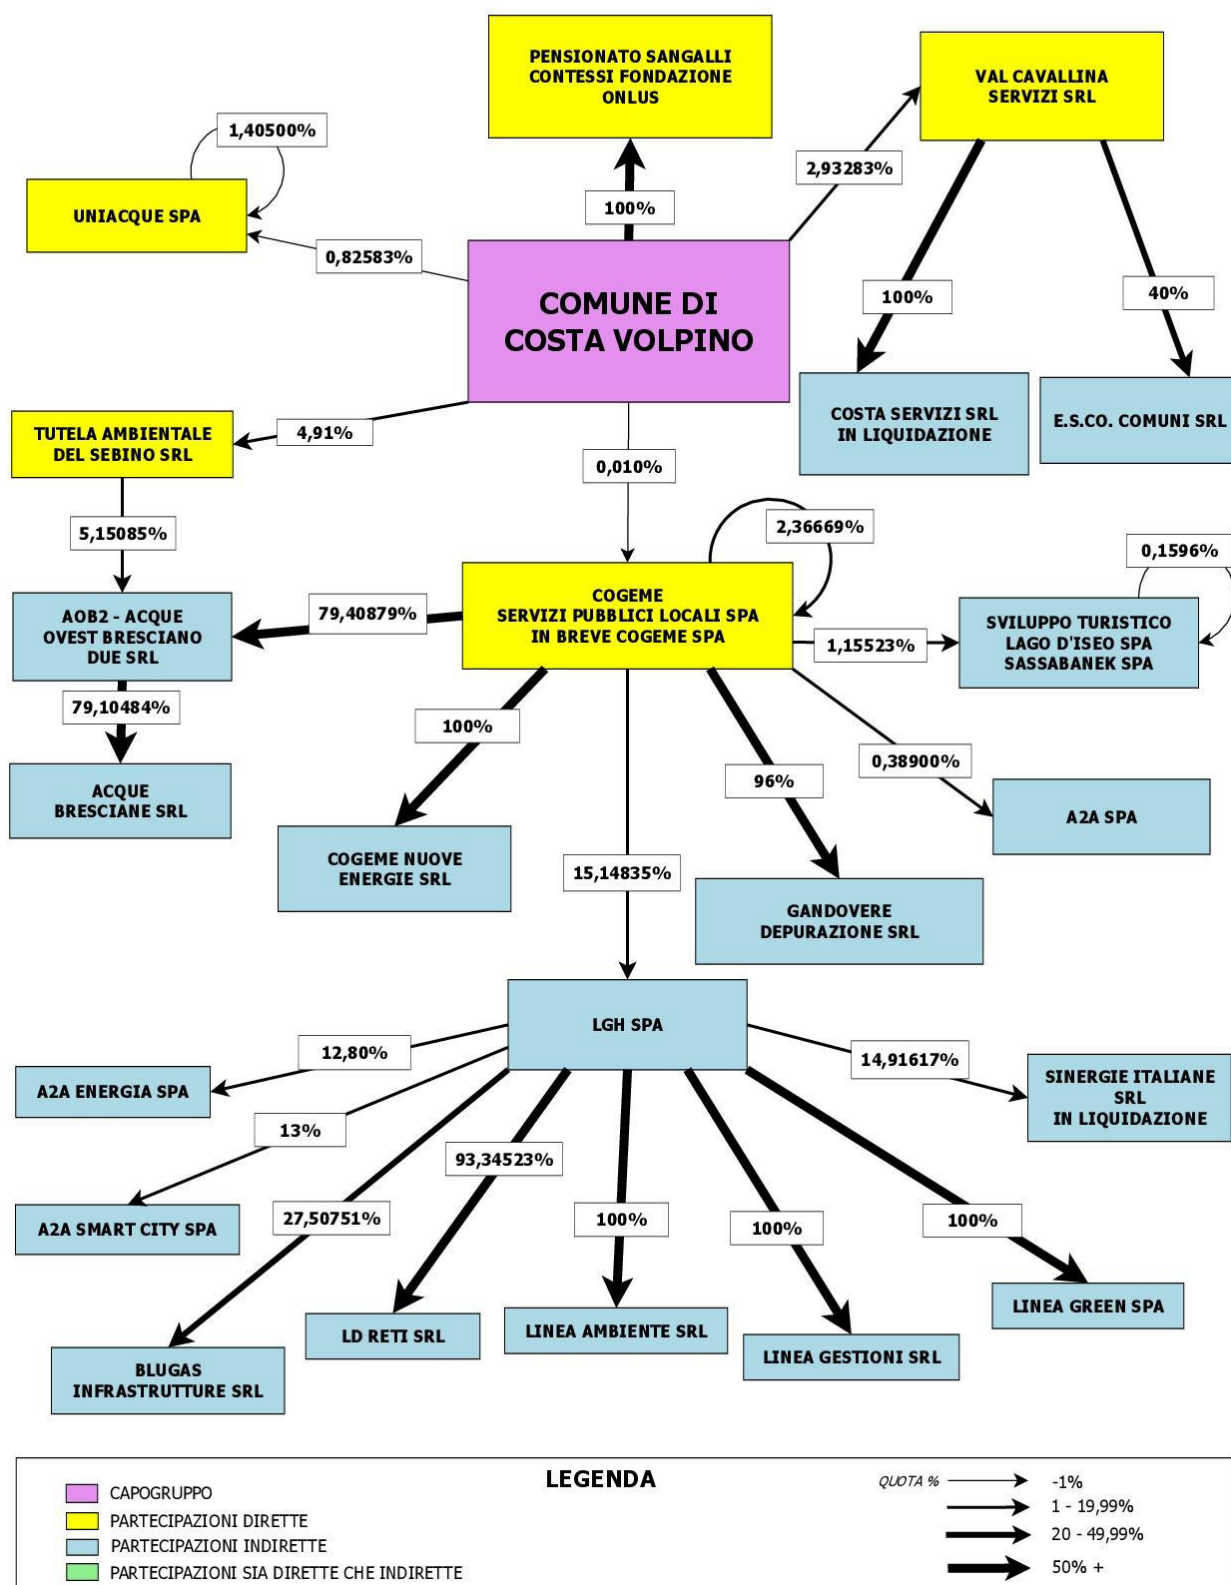 PENSIONATO SANGALLI
CONTESSI FONDAZIONE
ONLUS
VAL CAVALLINA
SERVIZI SRL
1,40500%
2,93283%
UNIACQUE SPA
100%
0,82583%
COMUNE DI
COSTA VOLPINO
100%
40%
COSTA SERVIZI SRL
IN LIQUIDAZIONE
E.S.CO. COMUNI SRL
TUTELA AMBIENTALE
DEL SEBINO SRL
4,91%
0,010%
5,15085%
2,36669%
0,1596%
AOB2 - ACQUE
OVEST BRESCIANO
DUE SRL
79,40879%
COGEME
SERVIZI PUBBLICI LOCALI SPA
IN BREVE COGEME SPA
1,15523%
SVILUPPO TURISTICO
LAGO D'ISEO SPA
SASSABANEK SPA
79,10484%
100%
96%
0,38900%
ACQUE
BRESCIANE SRL
A2A SPA
COGEME NUOVE
ENERGIE SRL
15,14835%
GANDOVERE
DEPURAZIONE SRL
LGH SPA
12,80%
14,91617%
A2A ENERGIA SPA
SINERGIE ITALIANE
SRL
IN LIQUIDAZIONE
13%
93,34523%
A2A SMART CITY SPA
27,50751%
100%
100%
100%
LINEA GREEN SPA
LD RETI SRL
LINEA AMBIENTE SRL
LINEA GESTIONI SRL
BLUGAS
INFRASTRUTTURE SRL
LEGENDA
CAPOGRUPPO
PARTECIPAZIONI DIRETTE
PARTECIPAZIONI INDIRETTE
PARTECIPAZIONI SIA DIRETTE CHE INDIRETTE
QUOTA %
-1%
1 - 19,99%
20 - 49,99%
50% +